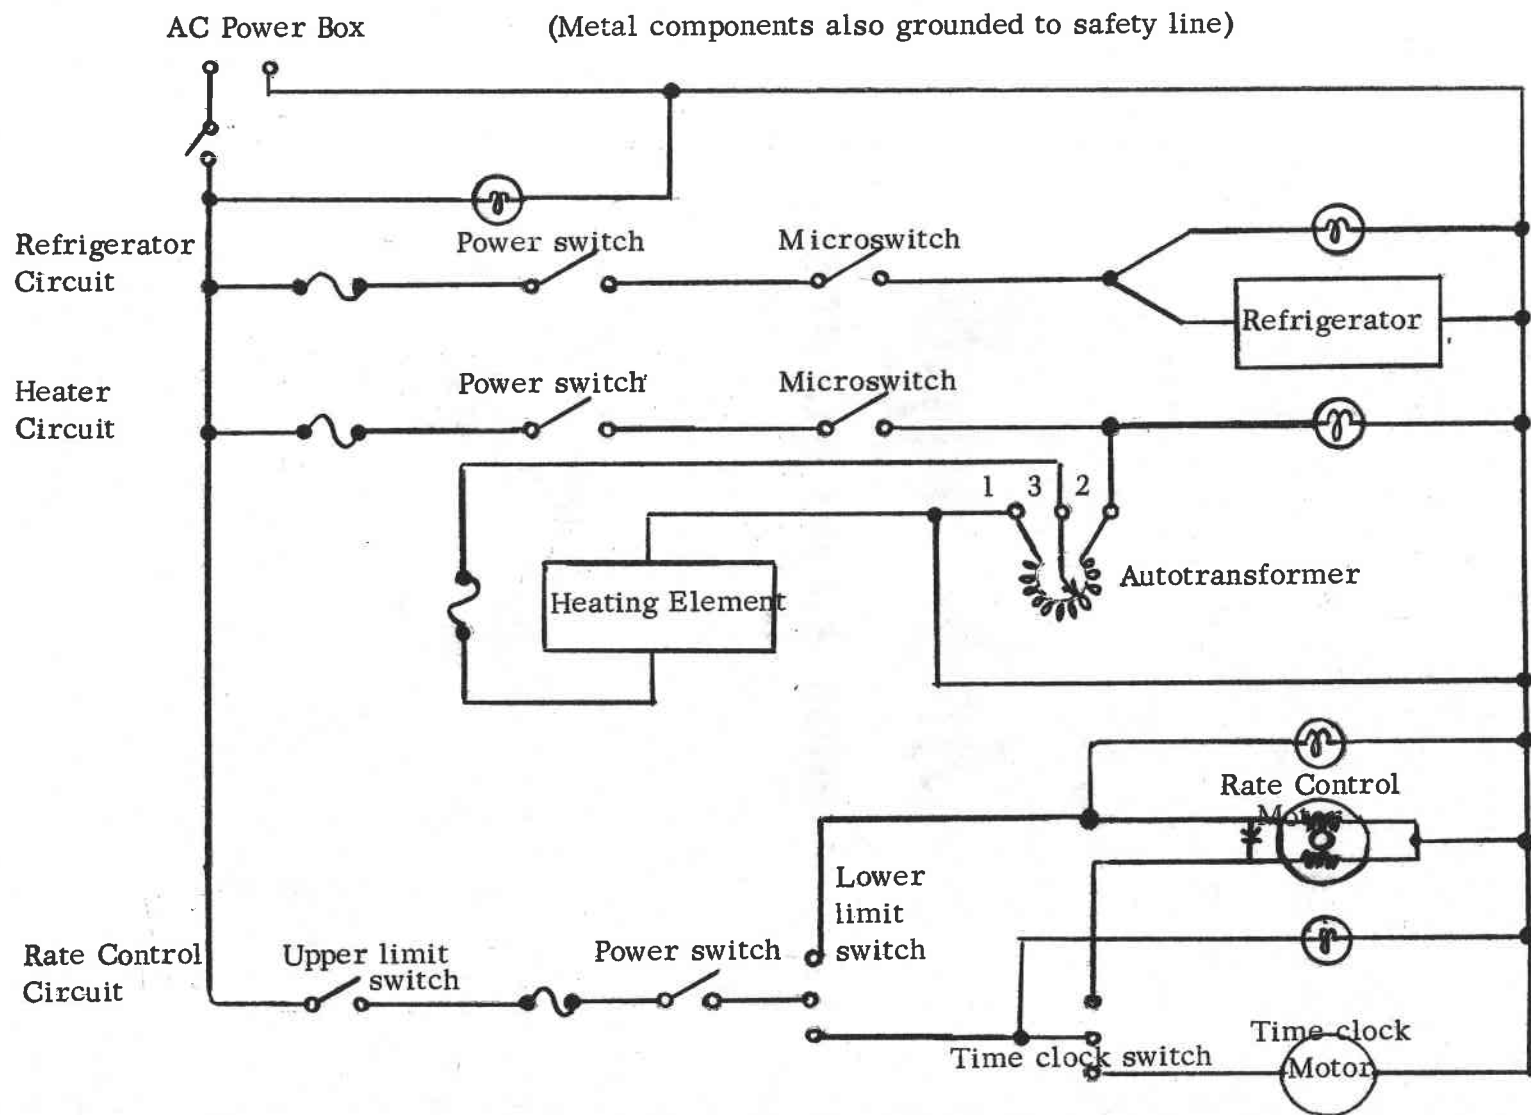 AC Power Box
(Metal components also grounded to safety line)
Refrigerator
Circuit
Power switch
Microswitch
Refrigerator
Heater
Circuit
Power switch
Microswitch
1 3 2
Autotransformer
Heating Element
Rate Control
Motor
Lower
limit
switch
Rate Control
Circuit
Upper limit
switch
Power switch
Time clock switch
Time clock
Motor